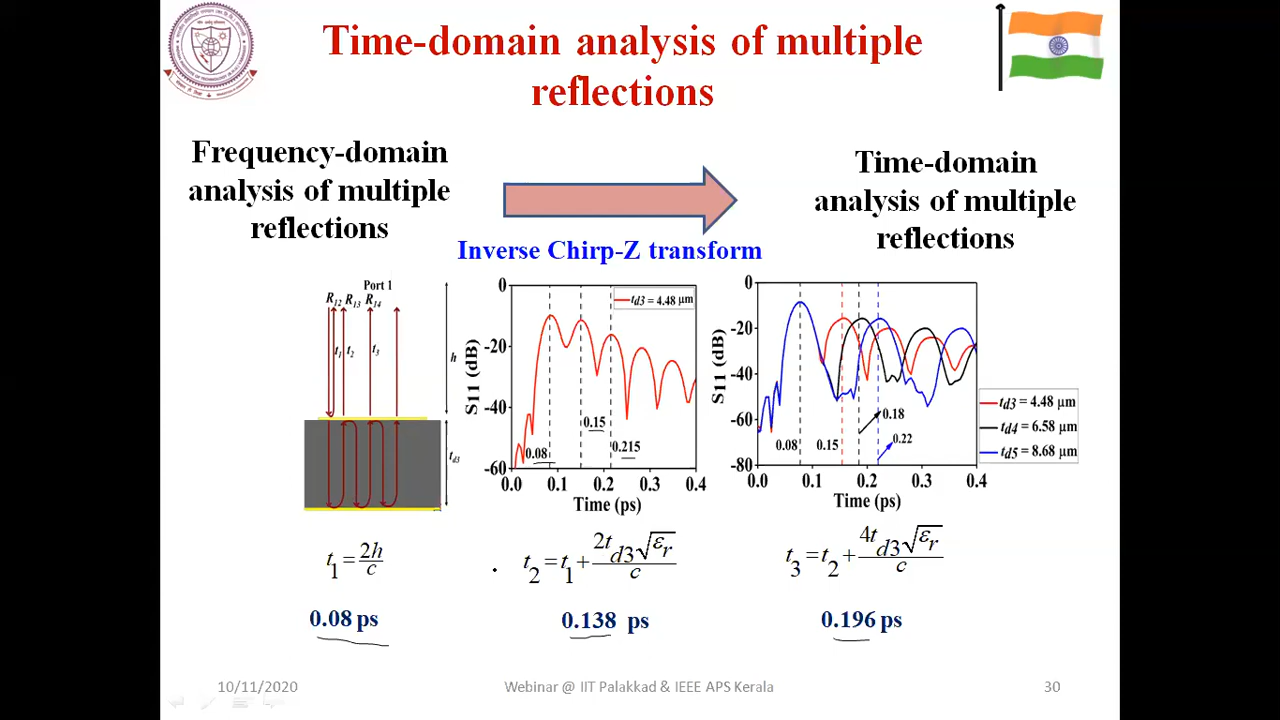 Time-domain analysis of multiple
reflections
Frequency-domain
analysis of multiple
reflections
Inverse Chirp-Z transform
Time-domain
analysis of multiple
reflections
Port 1
R12 R13 R14
t1 t2 t3
h
td3
S11 (dB)
0
-20
-40
-60
td3 = 4.48 μm
0.08
0.15
0.215
0.0 0.1 0.2 0.3 0.4
Time (ps)
S11 (dB)
0
-20
-40
-60
-80
0.08 0.15
0.18
0.22
td3 = 4.48 μm
td4 = 6.58 μm
td5 = 8.68 μm
0.0 0.1 0.2 0.3 0.4
Time (ps)
t1 = 2h/c
t2 = t1 + 2td3√εr/c
t3 = t2 + 4td3√εr/c
0.08 ps
0.138 ps
0.196 ps
10/11/2020
Webinar @ IIT Palakkad & IEEE APS Kerala
30